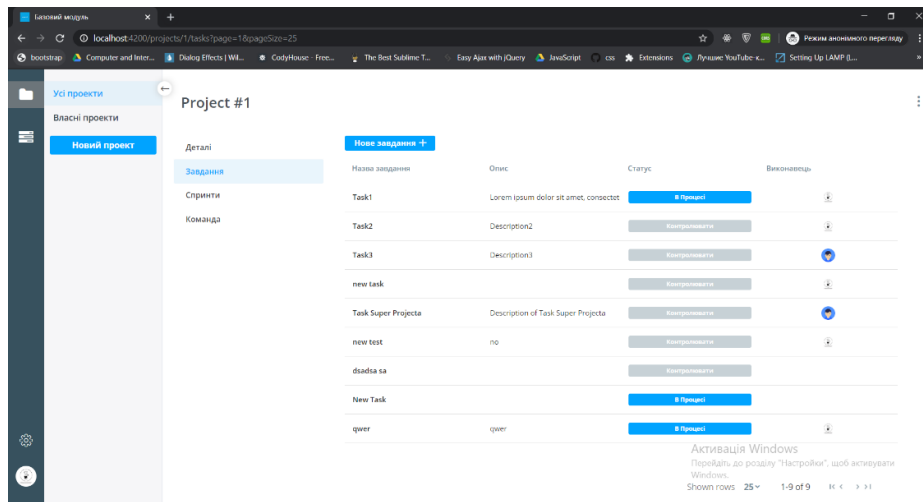 Базовий модуль
localhost:4200/projects/1/tasks?page=1&pageSize=25
Режим анонімного перегляду
bootstrap
Computer and Inter...
Dialog Effects | Wil...
CodyHouse - Free...
The Best Sublime T...
Easy Ajax with jQuery
JavaScript
css
Extensions
Лучшие YouTube-к...
Setting Up LAMP (L...
Усі проекти
Власні проекти
Новий проект
Project #1
Деталі
Завдання
Спринти
Команда
Нове завдання +
Назва завдання Опис Статус Виконавець
Task1 Lorem ipsum dolor sit amet, consectet В Процесі
Task2 Description2 Контролювати
Task3 Description3 Контролювати
new task Контролювати
Task Super Projecta Description of Task Super Projecta Контролювати
new test no Контролювати
dsadsa sa Контролювати
New Task В Процесі
qwer qwer В Процесі
Активація Windows
Перейдіть до розділу "Настройки", щоб активувати
Windows.
Shown rows 25 1-9 of 9